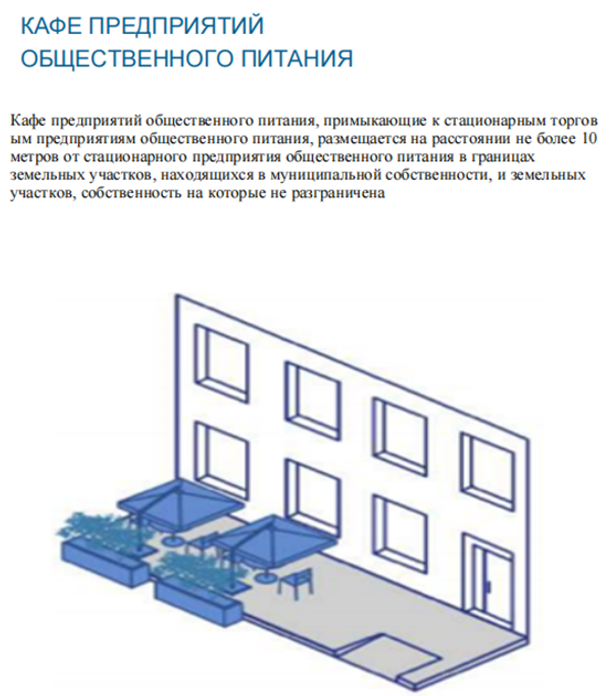 КАФЕ ПРЕДПРИЯТИЙ
ОБЩЕСТВЕННОГО ПИТАНИЯ
Кафе предприятий общественного питания, примыкающие к стационарным торгов
ым предприятиям общественного питания, размещается на расстоянии не более 10
метров от стационарного предприятия общественного питания в границах
земельных участков, находящихся в муниципальной собственности, и земельных
участков, собственность на которые не разграничена